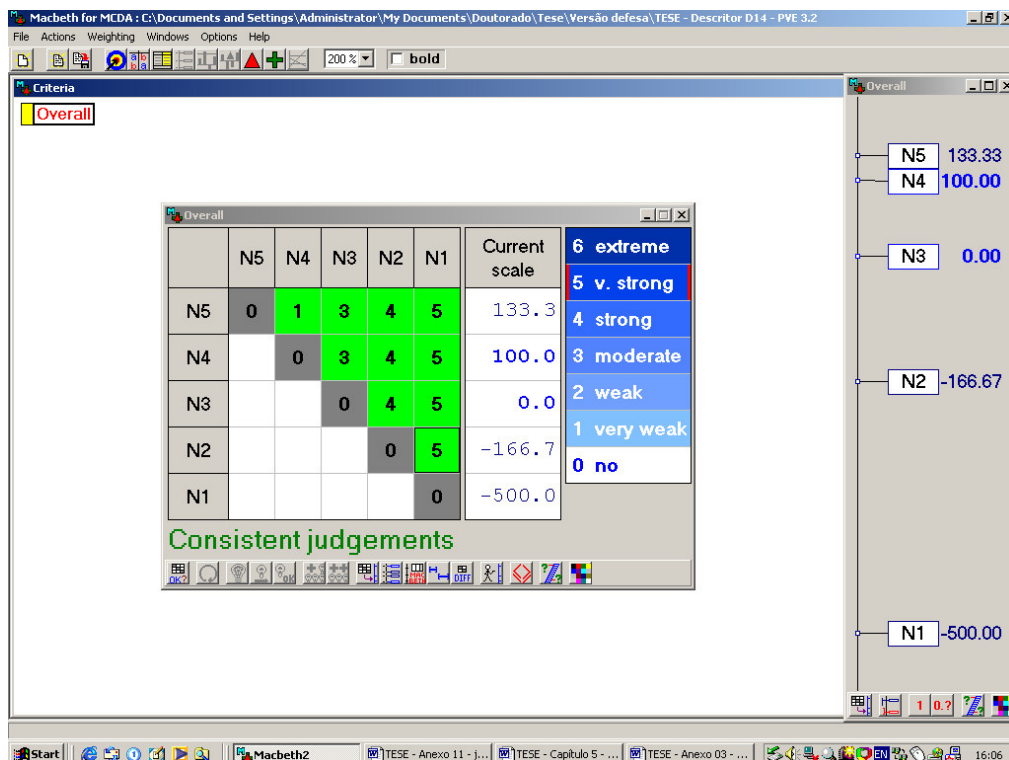 Macbeth for MCDA : C:\Documents and Settings\Administrator\My Documents\Doutorado\Tese\Versão defesa\TESE - Descritor D14 - PVE 3.2
File Actions Weighting Windows Options Help
200 % bold
Criteria
Overall
Overall
N5 N4 N3 N2 N1 Current scale
N5 0 1 3 4 5 133.3
N4 0 3 4 5 100.0
N3 0 4 5 0.0
N2 0 5 -166.7
N1 0 -500.0
6 extreme
5 v. strong
4 strong
3 moderate
2 weak
1 very weak
0 no
Consistent judgements
OK? OK DIFF
Overall
N5 133.33
N4 100.00
N3 0.00
N2 -166.67
N1 -500.00
1 0.?
Start Macbeth2 TESE - Anexo 11 - j... TESE - Capítulo 5 - ... TESE - Anexo 03 - ... EN 16:06